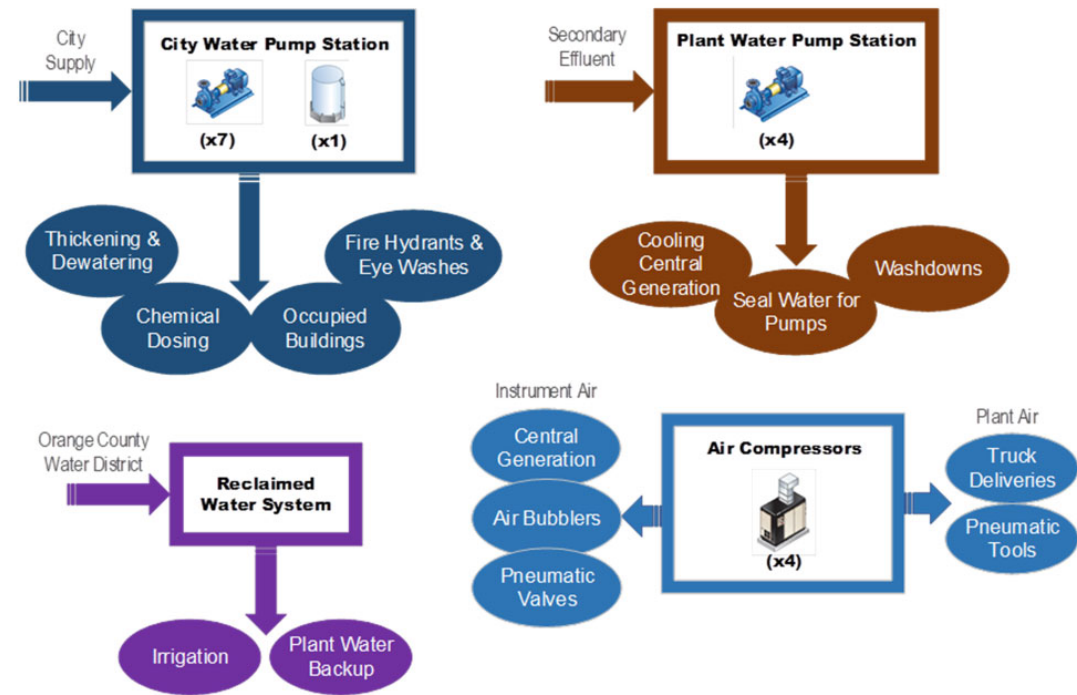 City
Supply
City Water Pump Station
(x7)
(x1)
Thickening &
Dewatering
Chemical
Dosing
Occupied
Buildings
Fire Hydrants &
Eye Washes
Secondary
Effluent
Plant Water Pump Station
(x4)
Cooling
Central
Generation
Seal Water for
Pumps
Washdowns
Orange County
Water District
Reclaimed
Water System
Irrigation
Plant Water
Backup
Instrument Air
Central
Generation
Air Bubblers
Pneumatic
Valves
Air Compressors
(x4)
Plant Air
Truck
Deliveries
Pneumatic
Tools